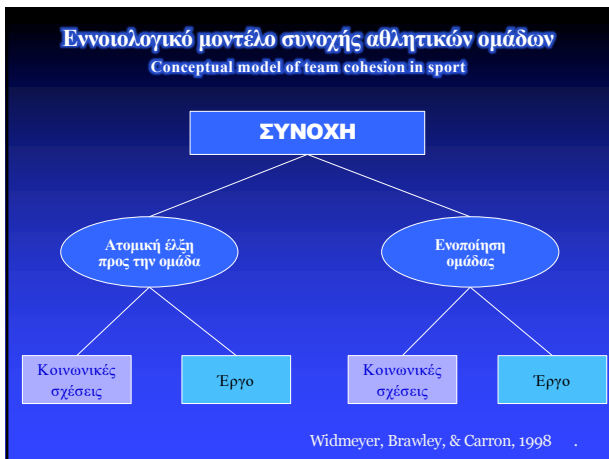 Εννοιολογικό μοντέλο συνοχής αθλητικών ομάδων
Conceptual model of team cohesion in sport
ΣΥΝΟΧΗ
Ατομική έλξη
προς την ομάδα
Ενοποίηση
ομάδας
Κοινωνικές
σχέσεις
Έργο
Κοινωνικές
σχέσεις
Έργο
Widmeyer, Brawley, & Carron, 1998 .